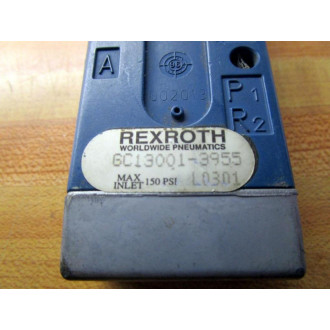 A
P1
R2
REXROTH
WORLDWIDE PNEUMATICS
GC13001-3955
MAX
INLET-150 PSI L0301